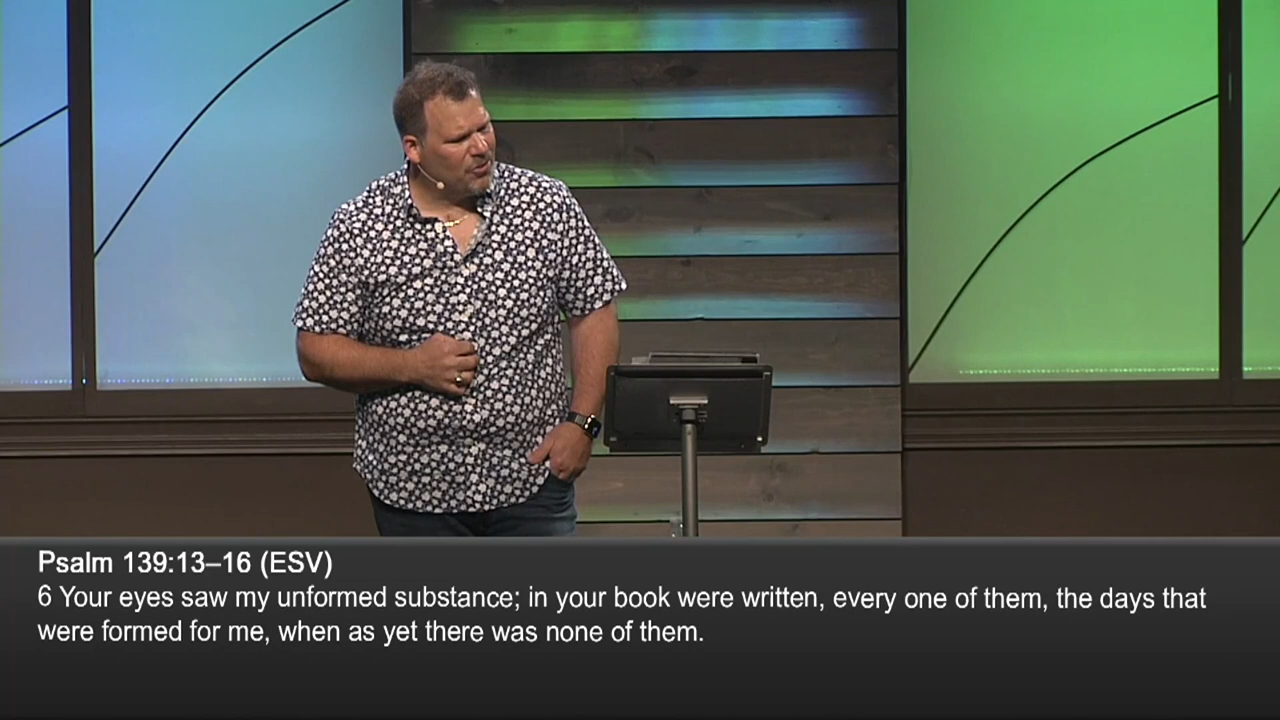 Psalm 139:13–16 (ESV)
6 Your eyes saw my unformed substance; in your book were written, every one of them, the days that
were formed for me, when as yet there was none of them.